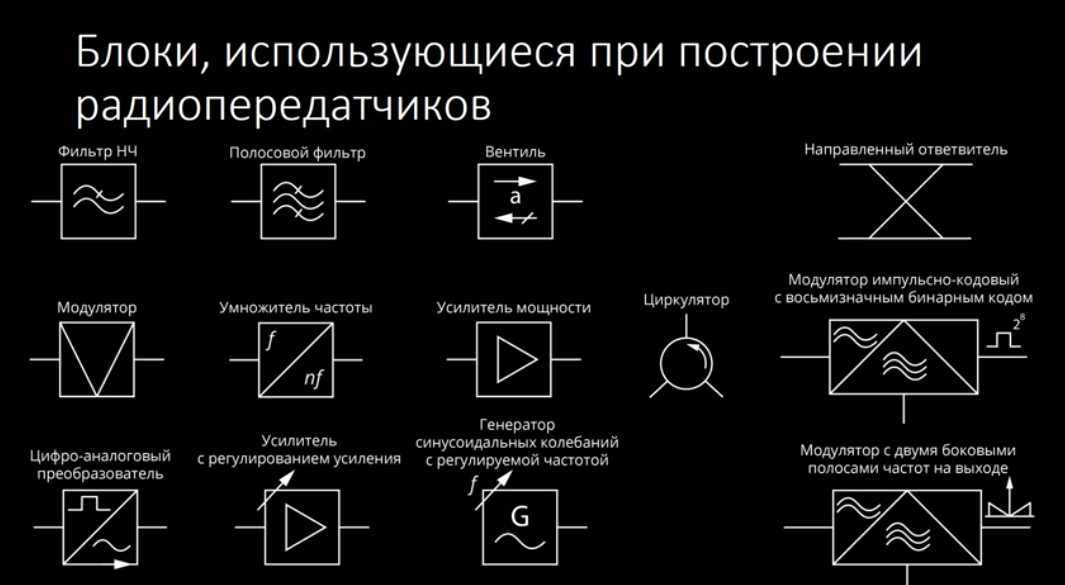 Блоки, использующиеся при построении
радиопередатчиков
Фильтр НЧ
Полосовой фильтр
Вентиль
a
Направленный ответвитель
Модулятор
Умножитель частоты
f
nf
Усилитель мощности
Циркулятор
Модулятор импульсно-кодовый
с восьмизначным бинарным кодом
2⁸
Цифро-аналоговый
преобразователь
Усилитель
с регулированием усиления
Генератор
синусоидальных колебаний
с регулируемой частотой
f
G
Модулятор с двумя боковыми
полосами частот на выходе